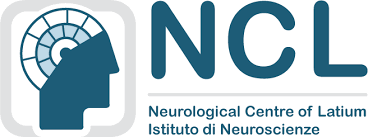 NCL
Neurological Centre of Latium
Istituto di Neuroscienze